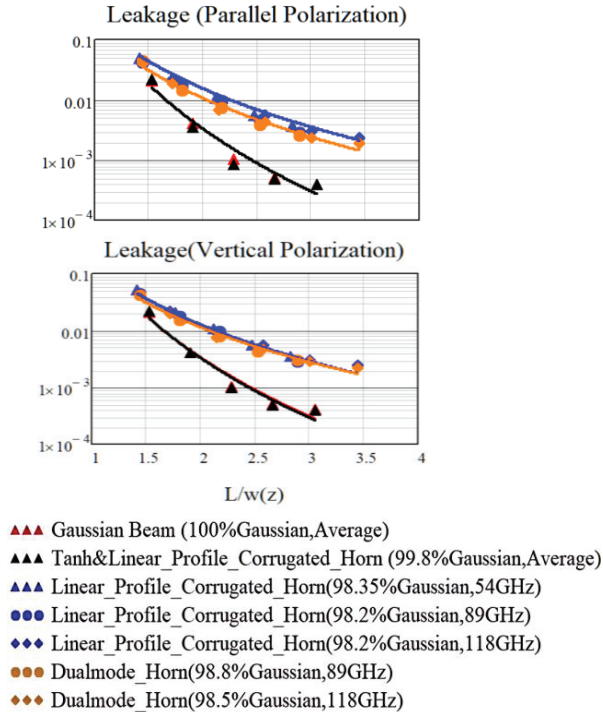 Leakage (Parallel Polarization)
0.1
0.01
1×10⁻³
1×10⁻⁴
Leakage(Vertical Polarization)
0.1
0.01
1×10⁻³
1×10⁻⁴
1 1.5 2 2.5 3 3.5 4
L/w(z)
Gaussian Beam (100%Gaussian,Average)
Tanh&Linear_Profile_Corrugated_Horn (99.8%Gaussian,Average)
Linear_Profile_Corrugated_Horn(98.35%Gaussian,54GHz)
Linear_Profile_Corrugated_Horn(98.2%Gaussian,89GHz)
Linear_Profile_Corrugated_Horn(98.2%Gaussian,118GHz)
Dualmode_Horn(98.8%Gaussian,89GHz)
Dualmode_Horn(98.5%Gaussian,118GHz)